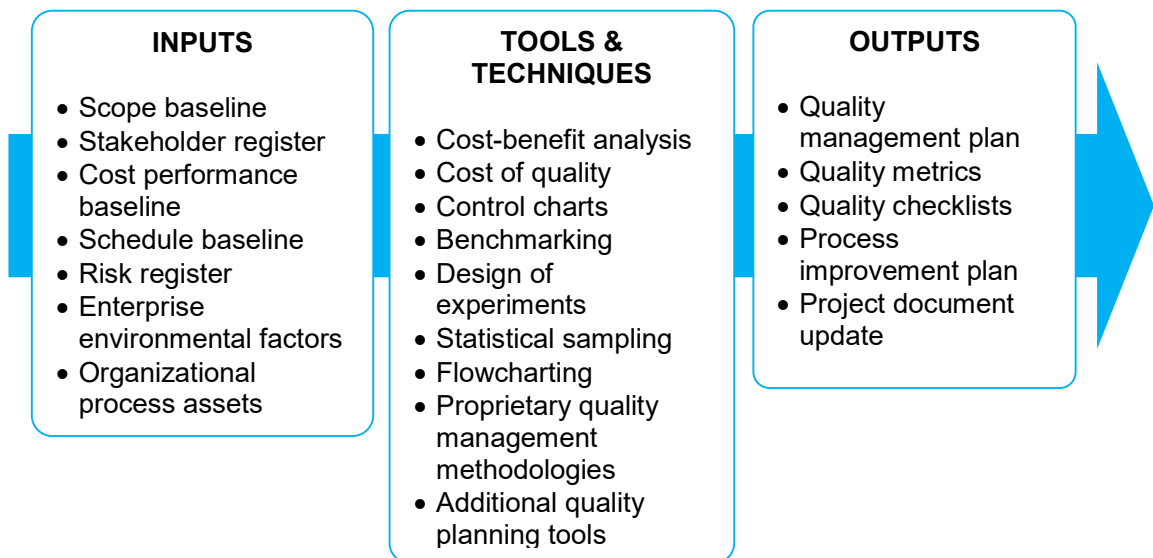 INPUTS
• Scope baseline
• Stakeholder register
• Cost performance
baseline
• Schedule baseline
• Risk register
• Enterprise
environmental factors
• Organizational
process assets
TOOLS &
TECHNIQUES
• Cost-benefit analysis
• Cost of quality
• Control charts
• Benchmarking
• Design of
experiments
• Statistical sampling
• Flowcharting
• Proprietary quality
management
methodologies
• Additional quality
planning tools
OUTPUTS
• Quality
management plan
• Quality metrics
• Quality checklists
• Process
improvement plan
• Project document
update